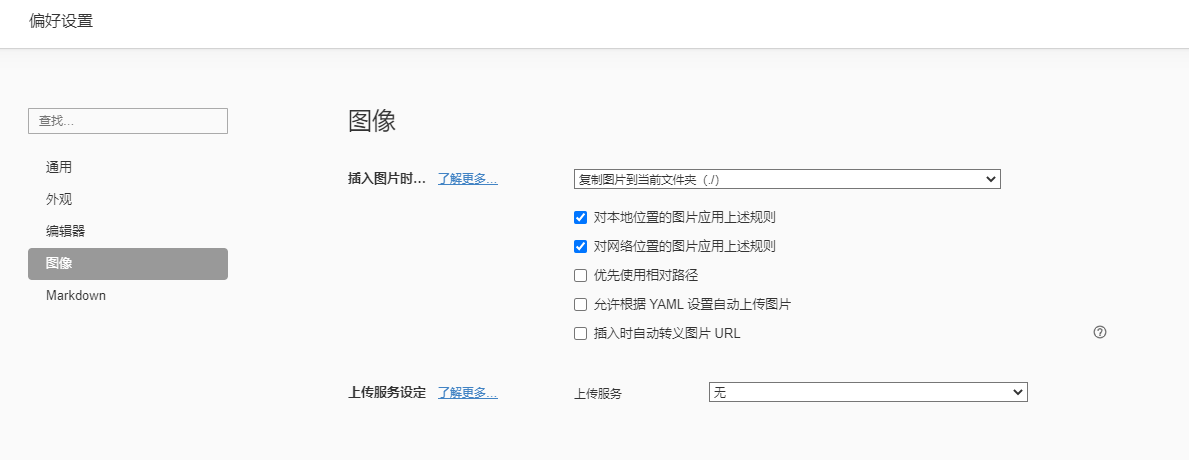 偏好设置
查找...
通用
外观
编辑器
图像
Markdown
图像
插入图片时... 了解更多... 复制图片到当前文件夹 (./)
对本地位置的图片应用上述规则
对网络位置的图片应用上述规则
优先使用相对路径
允许根据 YAML 设置自动上传图片
插入时自动转义图片 URL
上传服务设定 了解更多... 上传服务 无